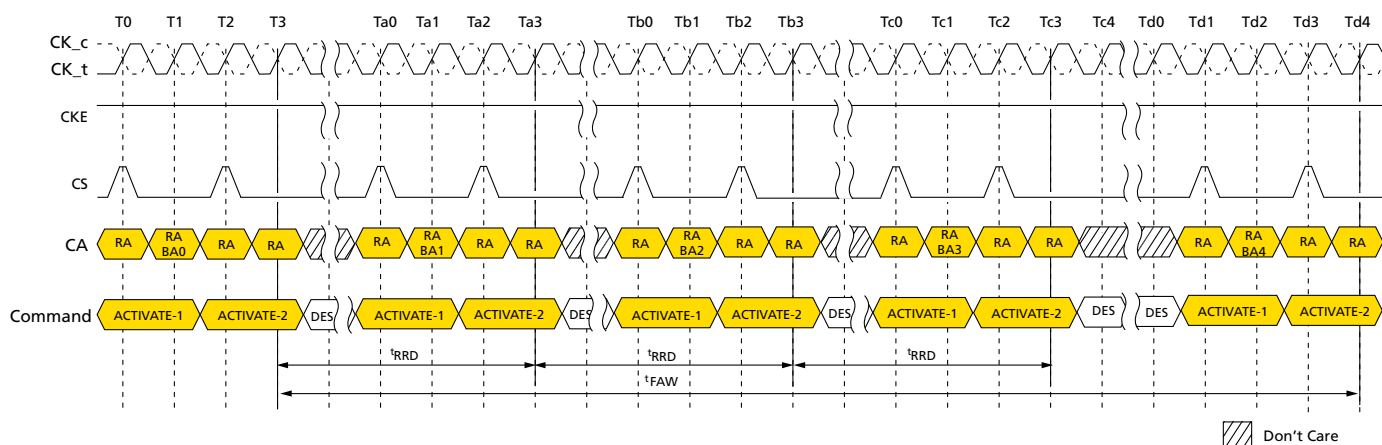 T0 T1 T2 T3 Ta0 Ta1 Ta2 Ta3 Tb0 Tb1 Tb2 Tb3 Tc0 Tc1 Tc2 Tc3 Tc4 Td0 Td1 Td2 Td3 Td4
CK_c
CK_t
CKE
CS
CA RA RA BA0 RA RA RA RA BA1 RA RA RA RA BA2 RA RA RA RA BA3 RA RA RA RA BA4 RA RA
Command ACTIVATE-1 ACTIVATE-2 DES ACTIVATE-1 ACTIVATE-2 DES ACTIVATE-1 ACTIVATE-2 DES ACTIVATE-1 ACTIVATE-2 DES DES ACTIVATE-1 ACTIVATE-2
tRRD tRRD tRRD
tFAW
Don't Care